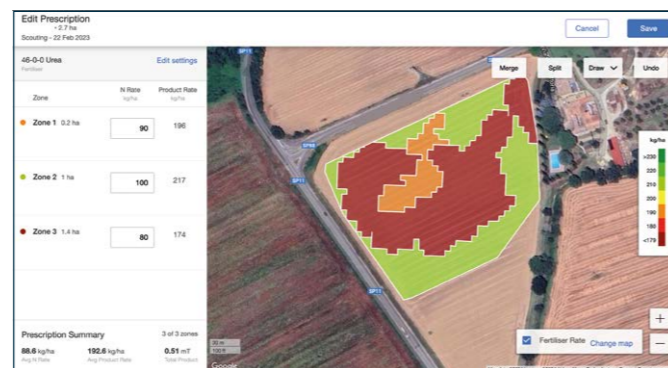 Edit Prescription
- 2.7 ha
Scouting - 22 Feb 2023
Cancel
Save
46-0-0 Urea
Fertiliser
Edit settings
Zone
N Rate
kg/ha
Product Rate
kg/ha
Zone 1 0.2 ha
90
196
Zone 2 1 ha
100
217
Zone 3 1.4 ha
80
174
Prescription Summary
3 of 3 zones
88.6 kg/ha
Avg N Rate
192.6 kg/ha
Avg Product Rate
0.51 mT
Total Product
SP11
Merge
Split
Draw
Undo
SP11
SP11
kg/ha
>230
220
210
200
190
180
<179
Fertiliser Rate
Change map
+
−
Google